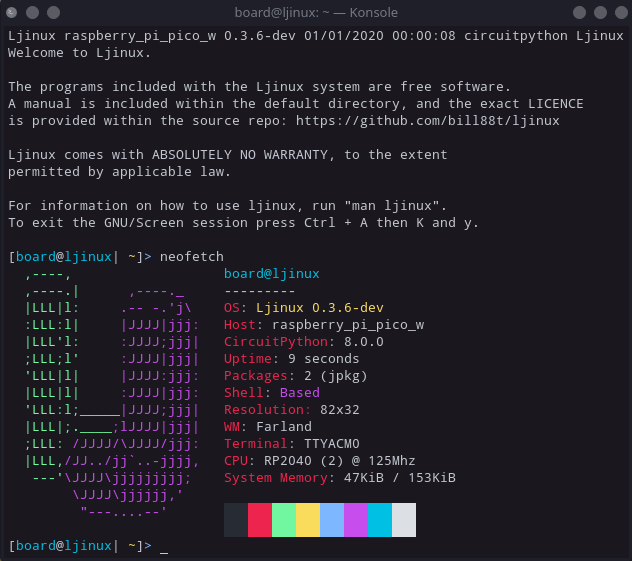 board@ljinux: ~ — Konsole
Ljinux raspberry_pi_pico_w 0.3.6-dev 01/01/2020 00:00:08 circuitpython Ljinux
Welcome to Ljinux.

The programs included with the Ljinux system are free software.
A manual is included within the default directory, and the exact LICENCE
is provided within the source repo: https://github.com/bill88t/ljinux

Ljinux comes with ABSOLUTELY NO WARRANTY, to the extent
permitted by applicable law.

For information on how to use ljinux, run "man ljinux".
To exit the GNU/Screen session press Ctrl + A then K and y.

[board@ljinux| ~]> neofetch
  ,----,                   board@ljinux
  ,----.|      ,----._     ---------
  |LLL|l:     .-- -.'j\    OS: Ljinux 0.3.6-dev
  :LLL:l|     |JJJJ|jjj:   Host: raspberry_pi_pico_w
  |LLL'l:     :JJJJ;jjj|   CircuitPython: 8.0.0
  ;LLL;l'     :JJJJ|jjj|   Uptime: 9 seconds
  'LLL|l|     |JJJJ:jjj:   Packages: 2 (jpkg)
  |LLL|l|     :JJJJ|jjj:   Shell: Based
  'LLL:l;_____|JJJJ;jjj|   Resolution: 82x32
  |LLL|;.____;lJJJJ|jjj|   WM: Farland
  ;LLL: /JJJJ/\JJJJ/jjj:   Terminal: TTYACM0
  |LLL,/JJ../jj`..-jjjj,   CPU: RP2040 (2) @ 125Mhz
   ---'\JJJJ\jjjjjjjjj;    System Memory: 47KiB / 153KiB
        \JJJJ\jjjjjj,'
         "---....--'
[board@ljinux| ~]> _